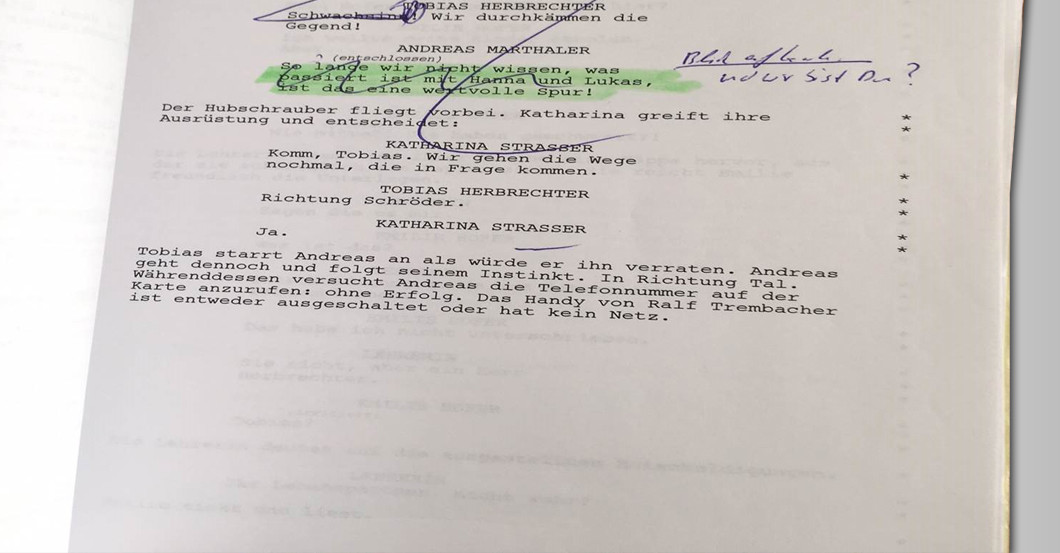 TOBIAS HERBRECHTER
Schwachsinn! Wir durchkämmen die
Gegend!
ANDREAS MARTHALER
(entschlossen)
So lange wir nicht wissen, was
passiert ist mit Hanna und Lukas,
ist das eine wertvolle Spur!
?
Der Hubschrauber fliegt vorbei. Katharina greift ihre *
Ausrüstung und entscheidet: *
KATHARINA STRASSER
Komm, Tobias. Wir gehen die Wege
nochmal, die in Frage kommen. *
TOBIAS HERBRECHTER *
Richtung Schröder. *
KATHARINA STRASSER *
Ja. *
Tobias starrt Andreas an als würde er ihn verraten. Andreas
geht dennoch und folgt seinem Instinkt. In Richtung Tal.
Währenddessen versucht Andreas die Telefonnummer auf der
Karte anzurufen: ohne Erfolg. Das Handy von Ralf Trembacher
ist entweder ausgeschaltet oder hat kein Netz.